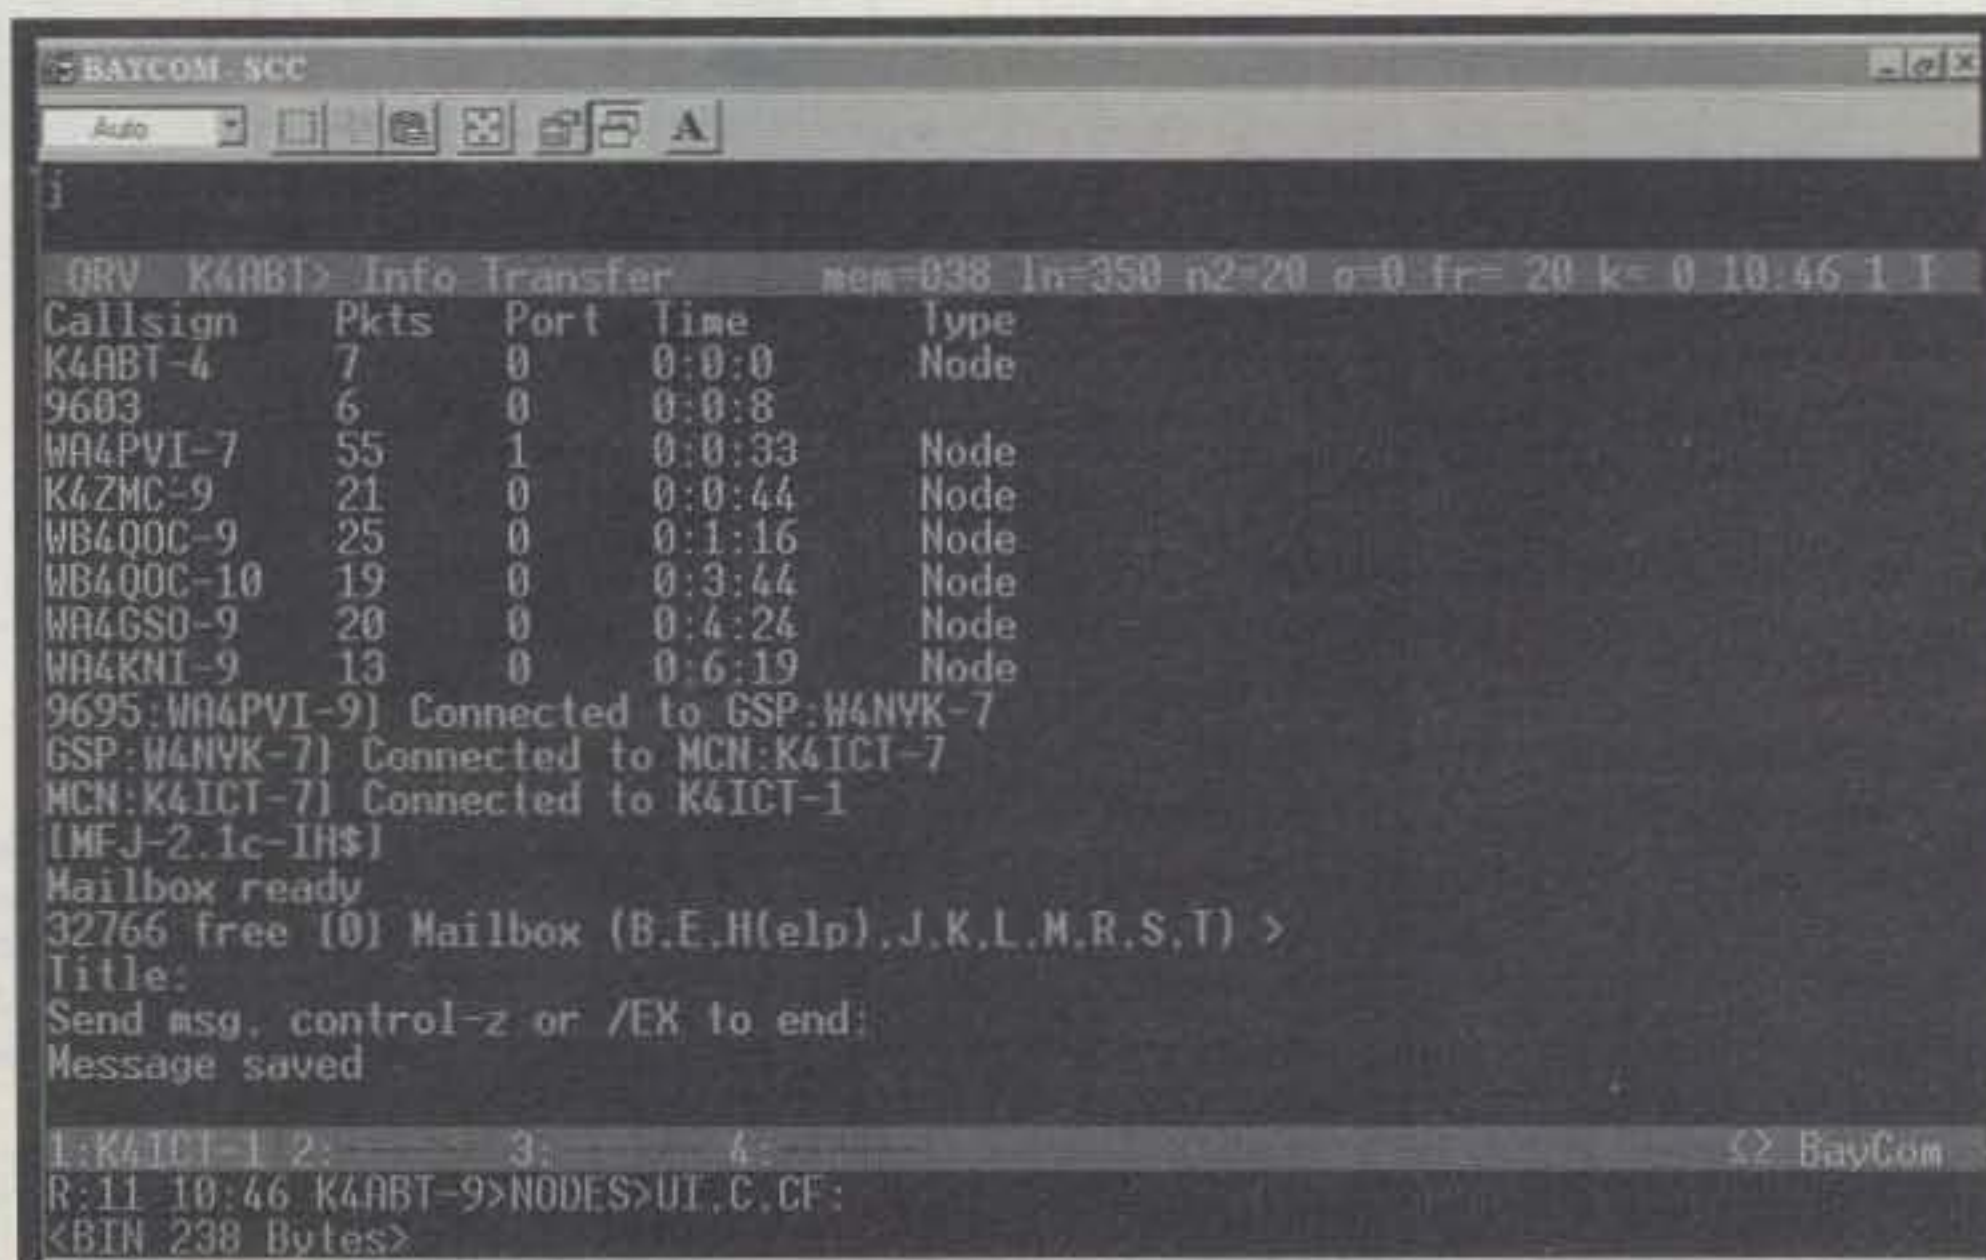 BAYCOM-SCC
Auto A
QRV K4ABT> Info Transfer mem=038 ln=350 n2=20 o=0 fr= 20 k= 0 10:46 1 T
Callsign Pkts Port Time Type
K4ABT-4 7 0 0:0:0 Node
9603 6 0 0:0:8
WA4PVI-7 55 1 0:0:33 Node
K4ZMC-9 21 0 0:0:44 Node
WB4QOC-9 25 0 0:1:16 Node
WB4QOC-10 19 0 0:3:44 Node
WA4GSO-9 20 0 0:4:24 Node
WA4KNI-9 13 0 0:6:19 Node
9695:WA4PVI-9} Connected to GSP:W4NYK-7
GSP:W4NYK-7} Connected to MCN:K4ICT-7
MCN:K4ICT-7} Connected to K4ICT-1
[MFJ-2.1c-IH$]
Mailbox ready
32766 free [0] Mailbox (B,E,H(elp),J,K,L,M,R,S,T) >
Title:
Send msg, control-z or /EX to end:
Message saved
1:K4ICT-1 2: ------ 3: ------ 4: ------ <> BayCom
R:11 10:46 K4ABT-9>NODES>UI,C,CF:
<BIN 238 Bytes>